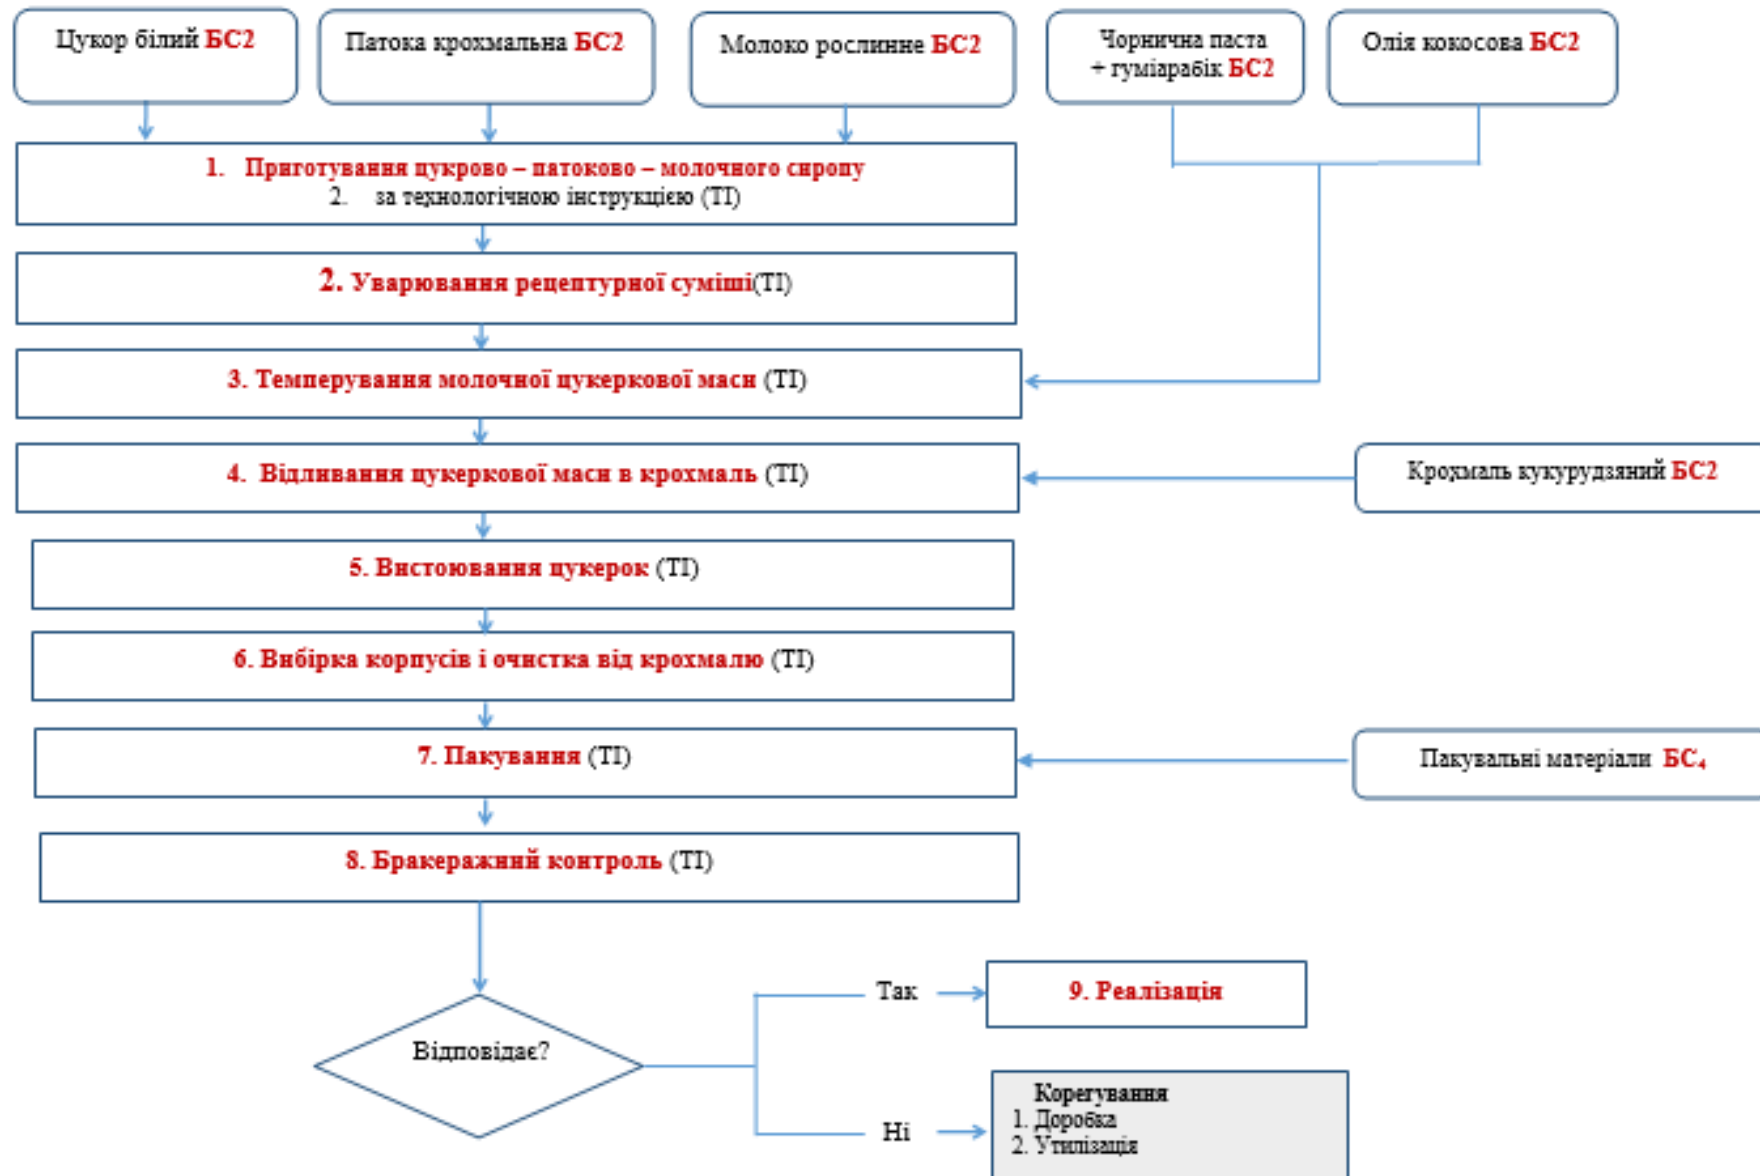 Цукор білий БС2
Патока крохмальна БС2
Молоко рослинне БС2
Чорнична паста
+ гуміарабік БС2
Олія кокосова БС2
1. Приготування цукрово – патоково – молочного сиропу
2. за технологічною інструкцією (ТІ)
2. Уварювання рецептурної суміші(ТІ)
3. Темперування молочної цукеркової маси (ТІ)
4. Відливання цукеркової маси в крохмаль (ТІ)
Крохмаль кукурудзяний БС2
5. Вистоювання цукерок (ТІ)
6. Вибірка корпусів і очистка від крохмалю (ТІ)
7. Пакування (ТІ)
Пакувальні матеріали БС₄
8. Бракеражний контроль (ТІ)
Так
9. Реалізація
Відповідає?
Ні
Корегування
1. Доробка
2. Утилізація